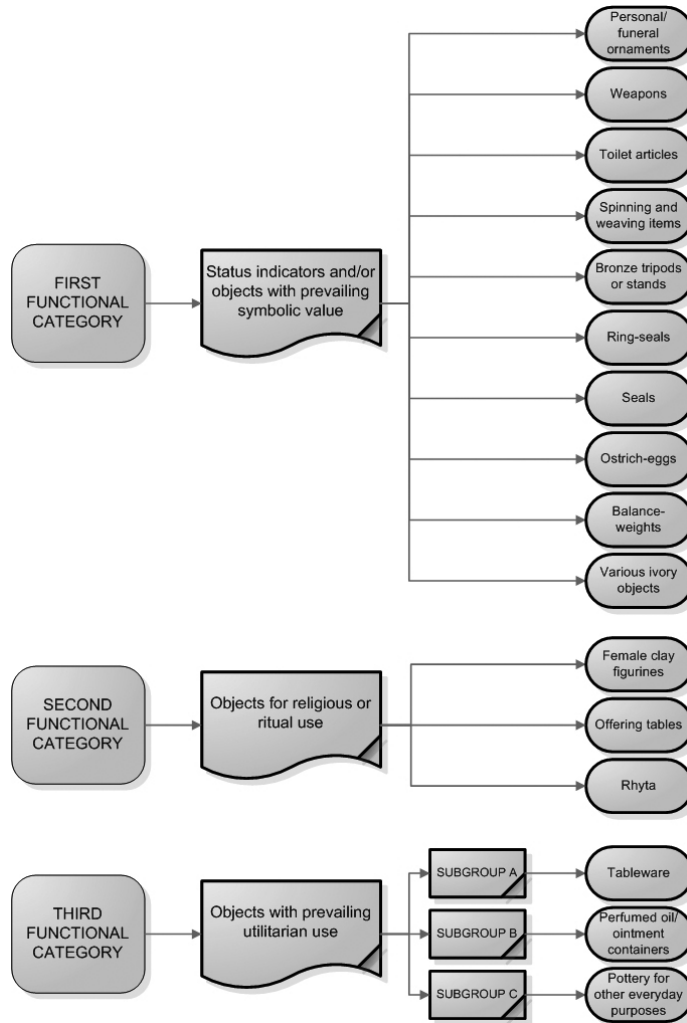 FIRST
FUNCTIONAL
CATEGORY
Status indicators and/or
objects with prevailing
symbolic value
Personal/
funeral
ornaments
Weapons
Toilet articles
Spinning and
weaving items
Bronze tripods
or stands
Ring-seals
Seals
Ostrich-eggs
Balance-
weights
Various ivory
objects
SECOND
FUNCTIONAL
CATEGORY
Objects for religious or
ritual use
Female clay
figurines
Offering tables
Rhyta
THIRD
FUNCTIONAL
CATEGORY
Objects with prevailing
utilitarian use
SUBGROUP A
Tableware
SUBGROUP B
Perfumed oil/
ointment
containers
SUBGROUP C
Pottery for
other everyday
purposes